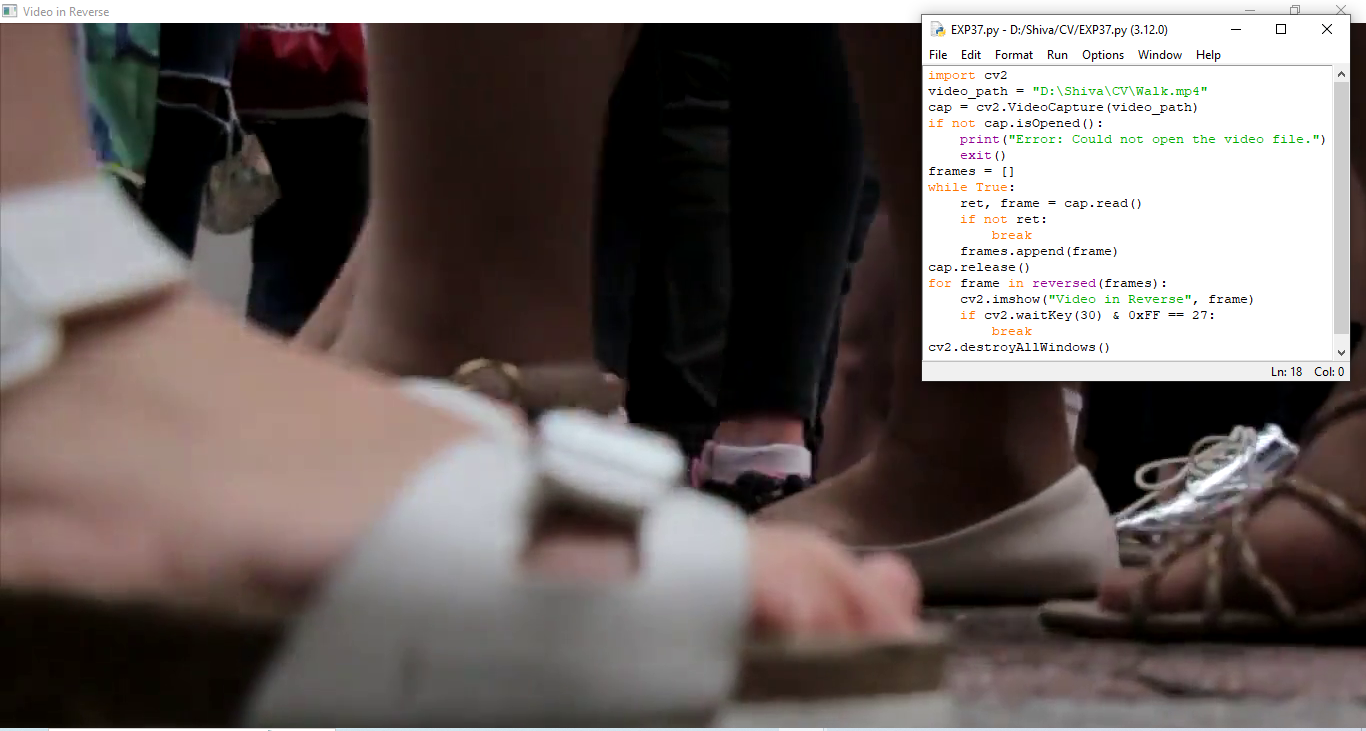 Video in Reverse
EXP37.py - D:/Shiva/CV/EXP37.py (3.12.0)
File Edit Format Run Options Window Help
import cv2
video_path = "D:\Shiva\CV\Walk.mp4"
cap = cv2.VideoCapture(video_path)
if not cap.isOpened():
    print("Error: Could not open the video file.")
    exit()
frames = []
while True:
    ret, frame = cap.read()
    if not ret:
        break
    frames.append(frame)
cap.release()
for frame in reversed(frames):
    cv2.imshow("Video in Reverse", frame)
    if cv2.waitKey(30) & 0xFF == 27:
        break
cv2.destroyAllWindows()
Ln: 18 Col: 0